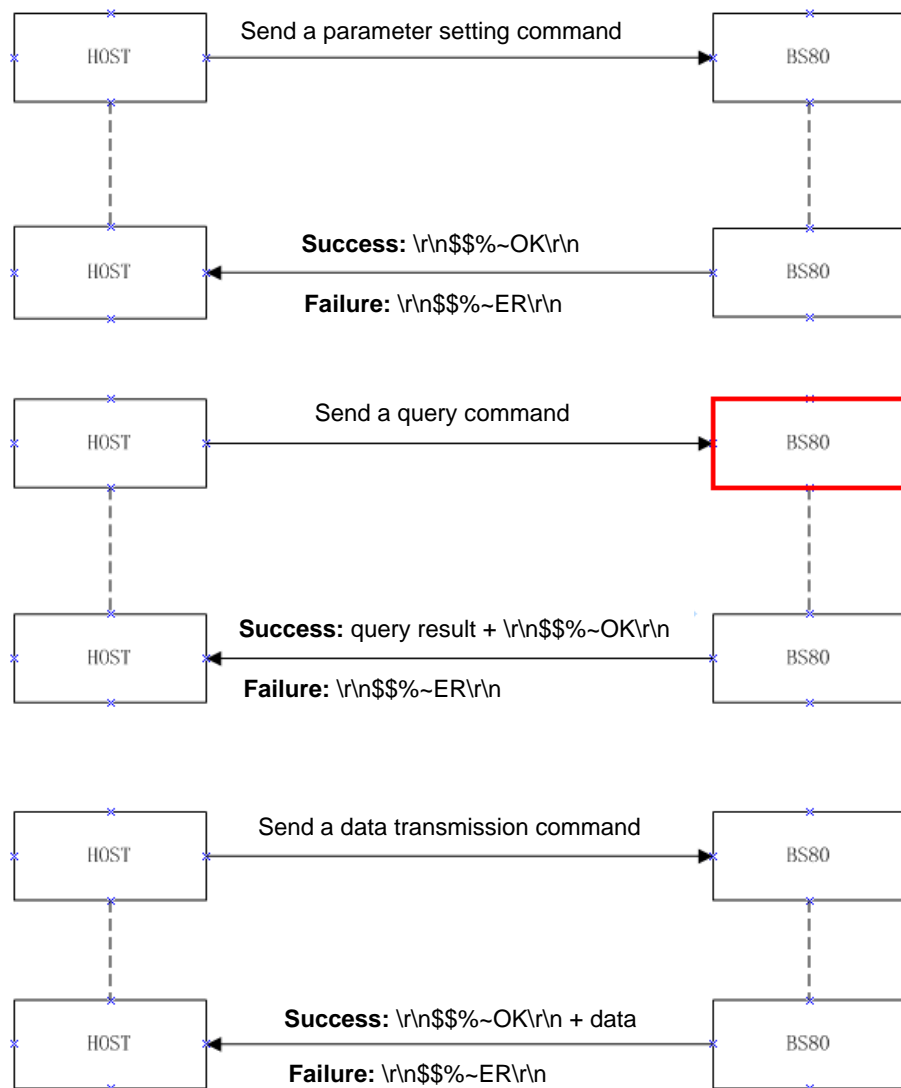 Send a parameter setting command
HOST
BS80
Success: \r\n$$%~OK\r\n
HOST
BS80
Failure: \r\n$$%~ER\r\n
Send a query command
HOST
BS80
Success: query result + \r\n$$%~OK\r\n
HOST
BS80
Failure: \r\n$$%~ER\r\n
Send a data transmission command
HOST
BS80
Success: \r\n$$%~OK\r\n + data
HOST
BS80
Failure: \r\n$$%~ER\r\n